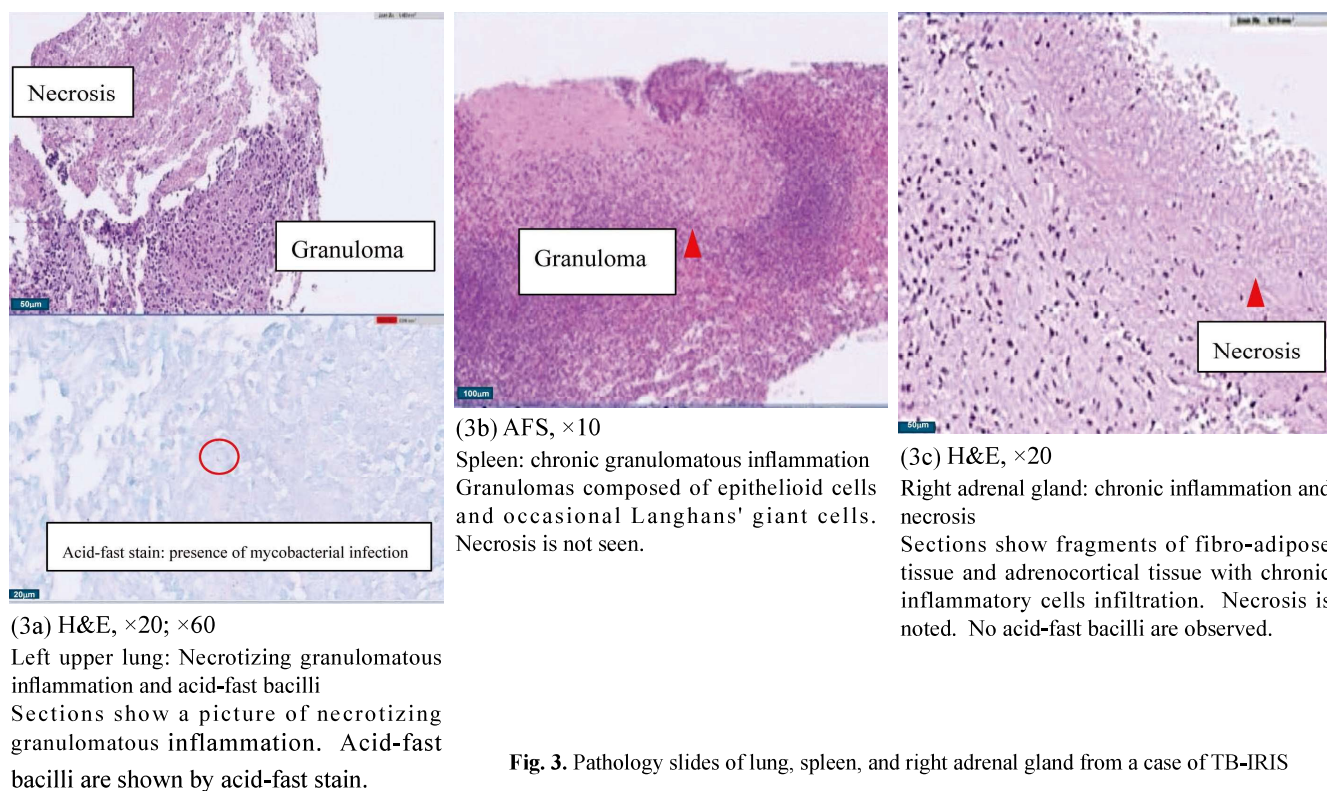 Necrosis
Granuloma
50μm
Acid-fast stain: presence of mycobacterial infection
20μm
(3a) H&E, ×20; ×60
Left upper lung: Necrotizing granulomatous
inflammation and acid-fast bacilli
Sections show a picture of necrotizing
granulomatous inflammation. Acid-fast
bacilli are shown by acid-fast stain.
Granuloma
100μm
(3b) AFS, ×10
Spleen: chronic granulomatous inflammation
Granulomas composed of epithelioid cells
and occasional Langhans' giant cells.
Necrosis is not seen.
Necrosis
50μm
(3c) H&E, ×20
Right adrenal gland: chronic inflammation and
necrosis
Sections show fragments of fibro-adipose
tissue and adrenocortical tissue with chronic
inflammatory cells infiltration. Necrosis is
noted. No acid-fast bacilli are observed.
Fig. 3. Pathology slides of lung, spleen, and right adrenal gland from a case of TB-IRIS